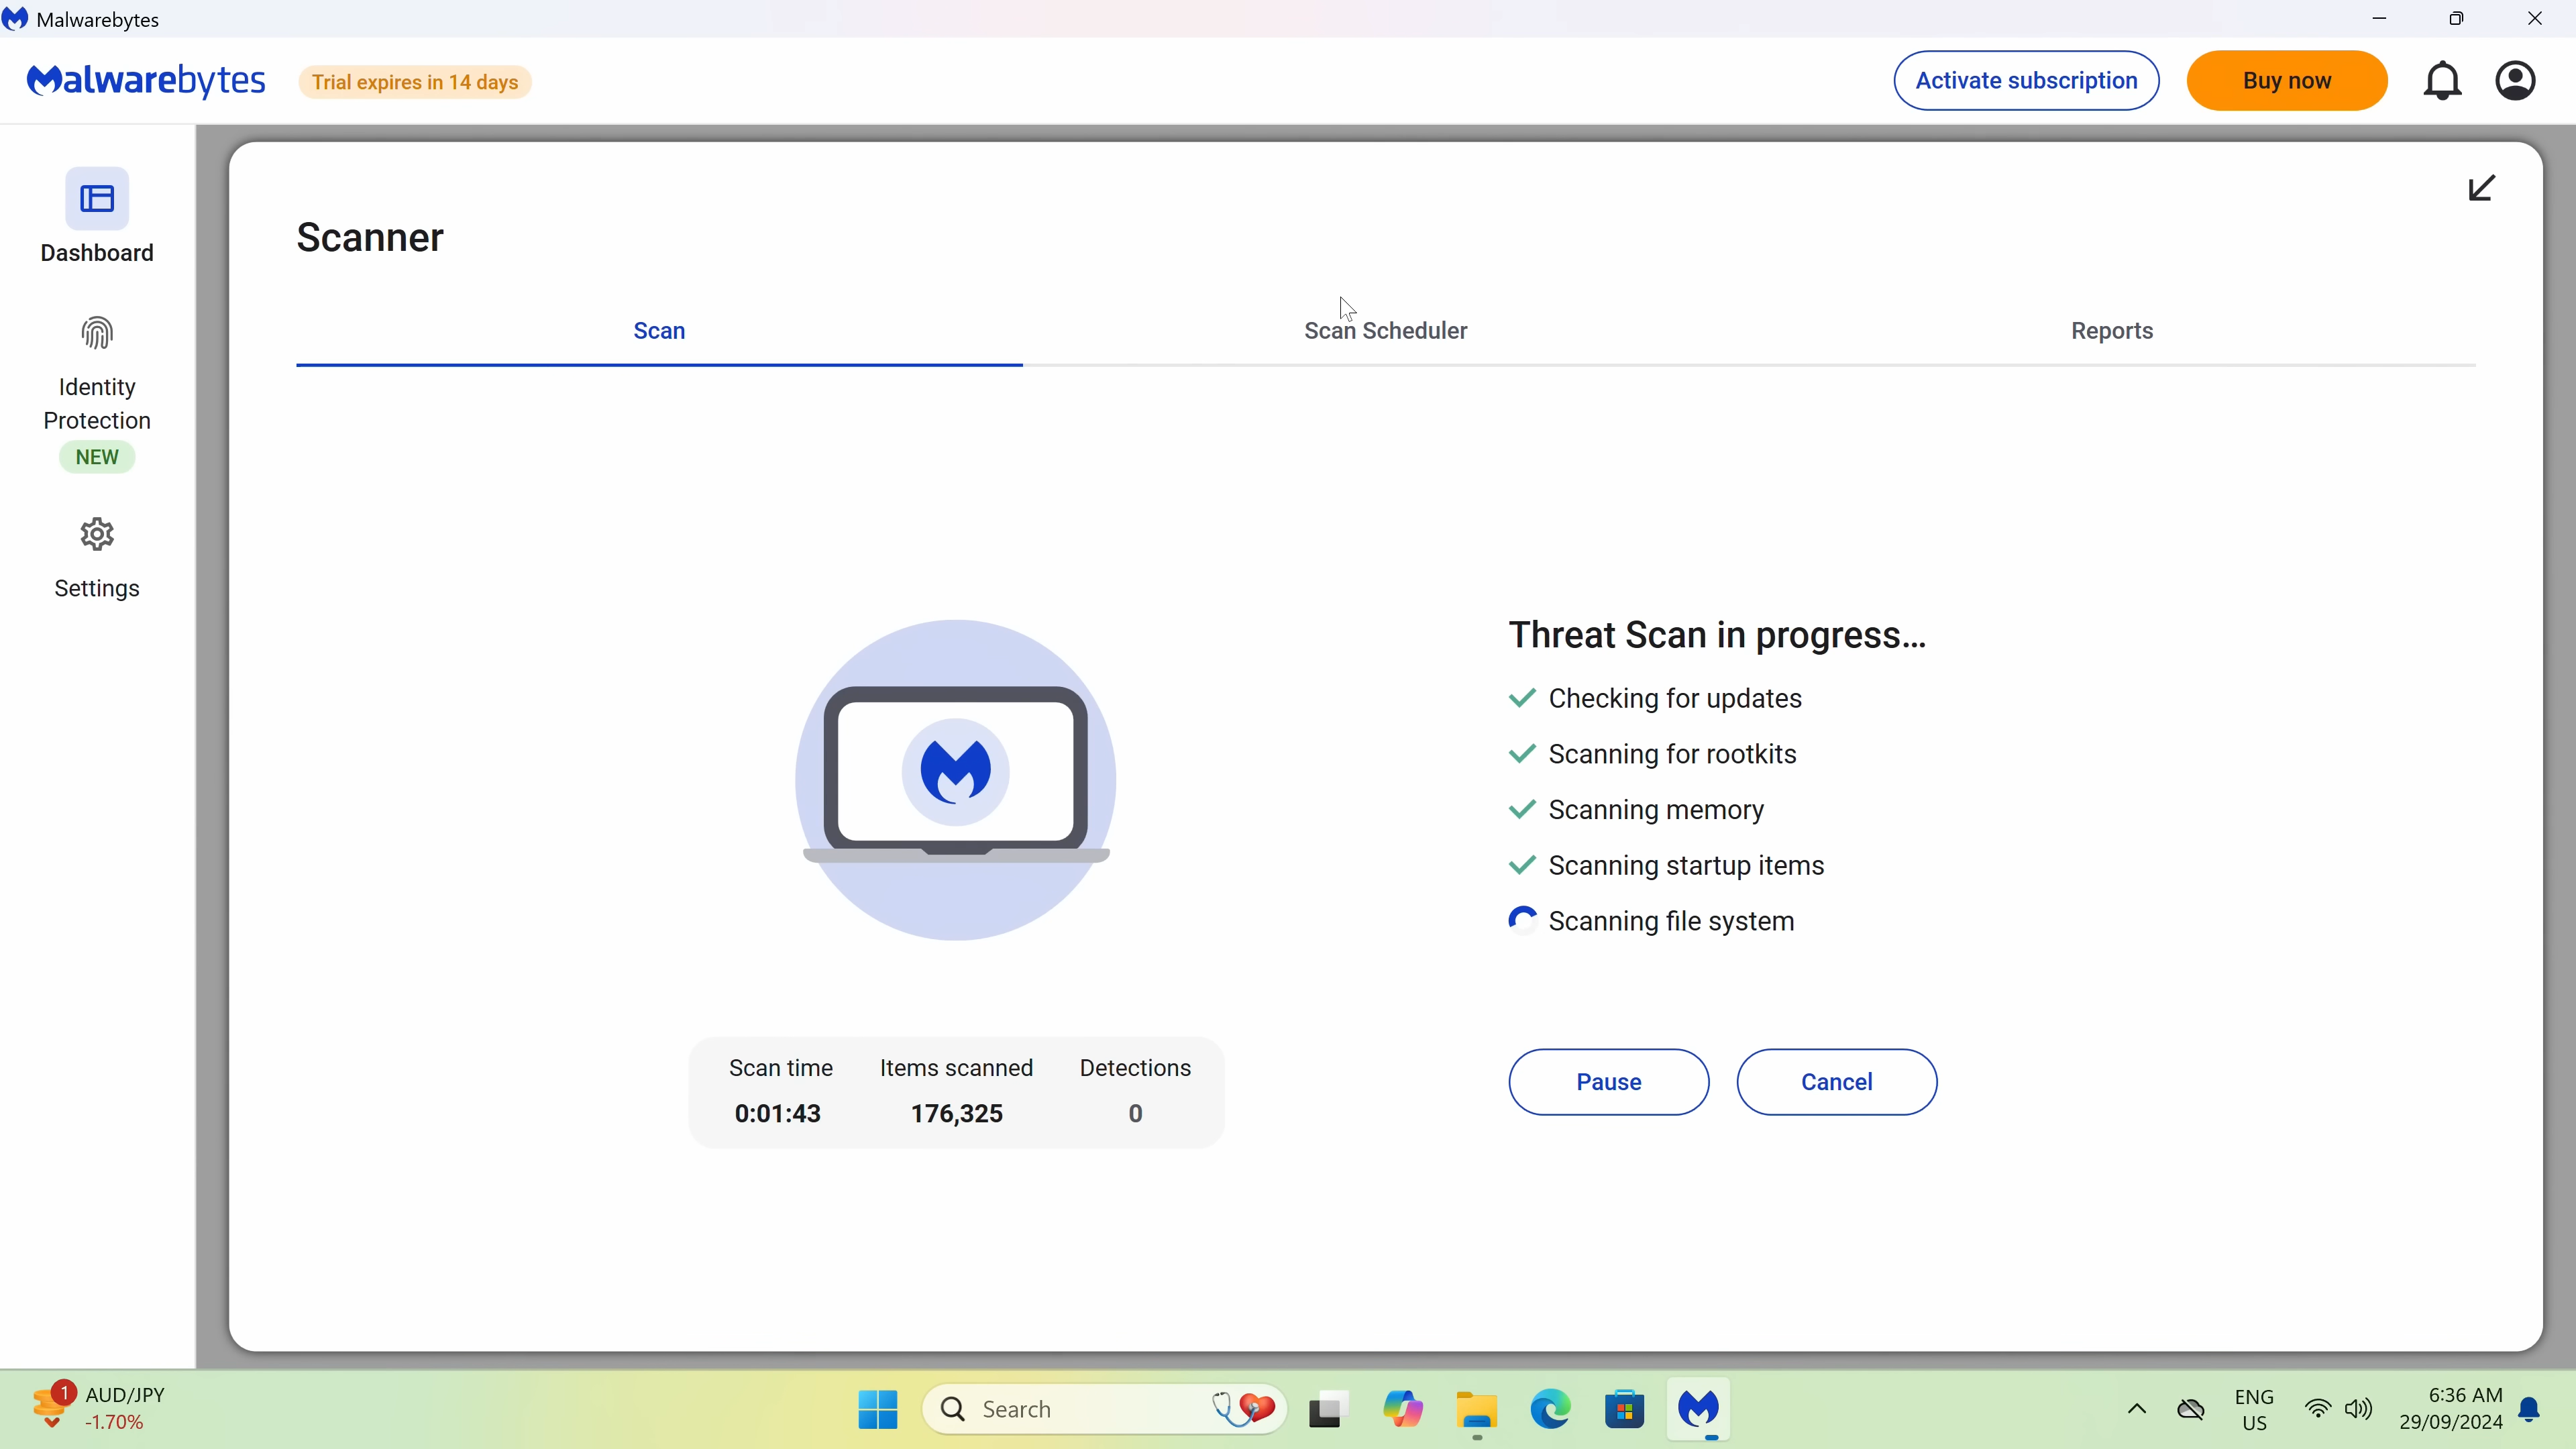 Malwarebytes
Malwarebytes
Trial expires in 14 days
Activate subscription
Buy now
Dashboard
Identity
Protection
NEW
Settings
Scanner
Scan
Scan Scheduler
Reports
Threat Scan in progress...
Checking for updates
Scanning for rootkits
Scanning memory
Scanning startup items
Scanning file system
Scan time
Items scanned
Detections
0:01:43
176,325
0
Pause
Cancel
1
AUD/JPY
-1.70%
Search
ENG
US
6:36 AM
29/09/2024